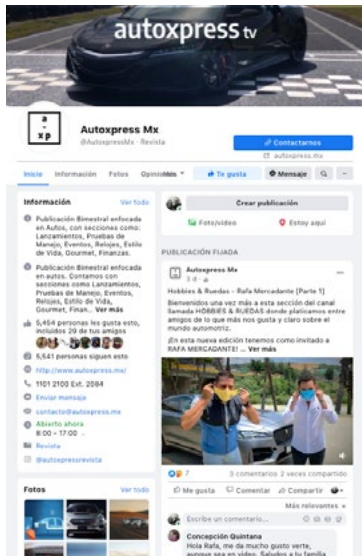 autoxpress tv
a
-
x p
Autoxpress Mx
@AutoxpressMx · Revista
Contactarnos
autoxpress.mx
Inicio Información Fotos Opiniones Más Te gusta Mensaje
Información Ver todo
Publicación Bimestral enfocada
en Autos, con secciones como:
Lanzamientos, Pruebas de
Manejo, Eventos, Relojes, Estilo
de Vida, Gourmet, Finanzas.
Publicación Bimestral enfocada
en autos. Contamos con
secciones como Lanzamientos,
Pruebas de Manejo, Eventos,
Relojes, Estilo de Vida,
Gourmet, Finan... Ver más
5,454 personas les gusta esto,
incluidos 29 de tus amigos
5,541 personas siguen esto
http://www.autoxpress.mx/
1101 2100 Ext. 2084
Enviar mensaje
contacto@autoxpress.mx
Abierto ahora
8:00 - 17:00
Revista
@autoxpressrevista
Fotos Ver todo
Crear publicación
Foto/video Estoy aquí
PUBLICACIÓN FIJADA
Autoxpress Mx
3 d
Hobbies & Ruedas - Rafa Mercadante [Parte 1]
Bienvenidos una vez más a esta sección del canal
llamada HOBBIES & RUEDAS donde platicamos entre
amigos de lo que más nos gusta y claro sobre el
mundo automotriz.
¡En esta nueva edición tenemos como invitado a
RAFA MERCADANTE! ... Ver más
7 3 comentarios 2 veces compartido
Me gusta Comentar Compartir
Más relevantes
Escribe un comentario...
Concepción Quintana
Hola Rafa, me da mucho gusto verte,
aunque sea en video. Saludos a tu familia